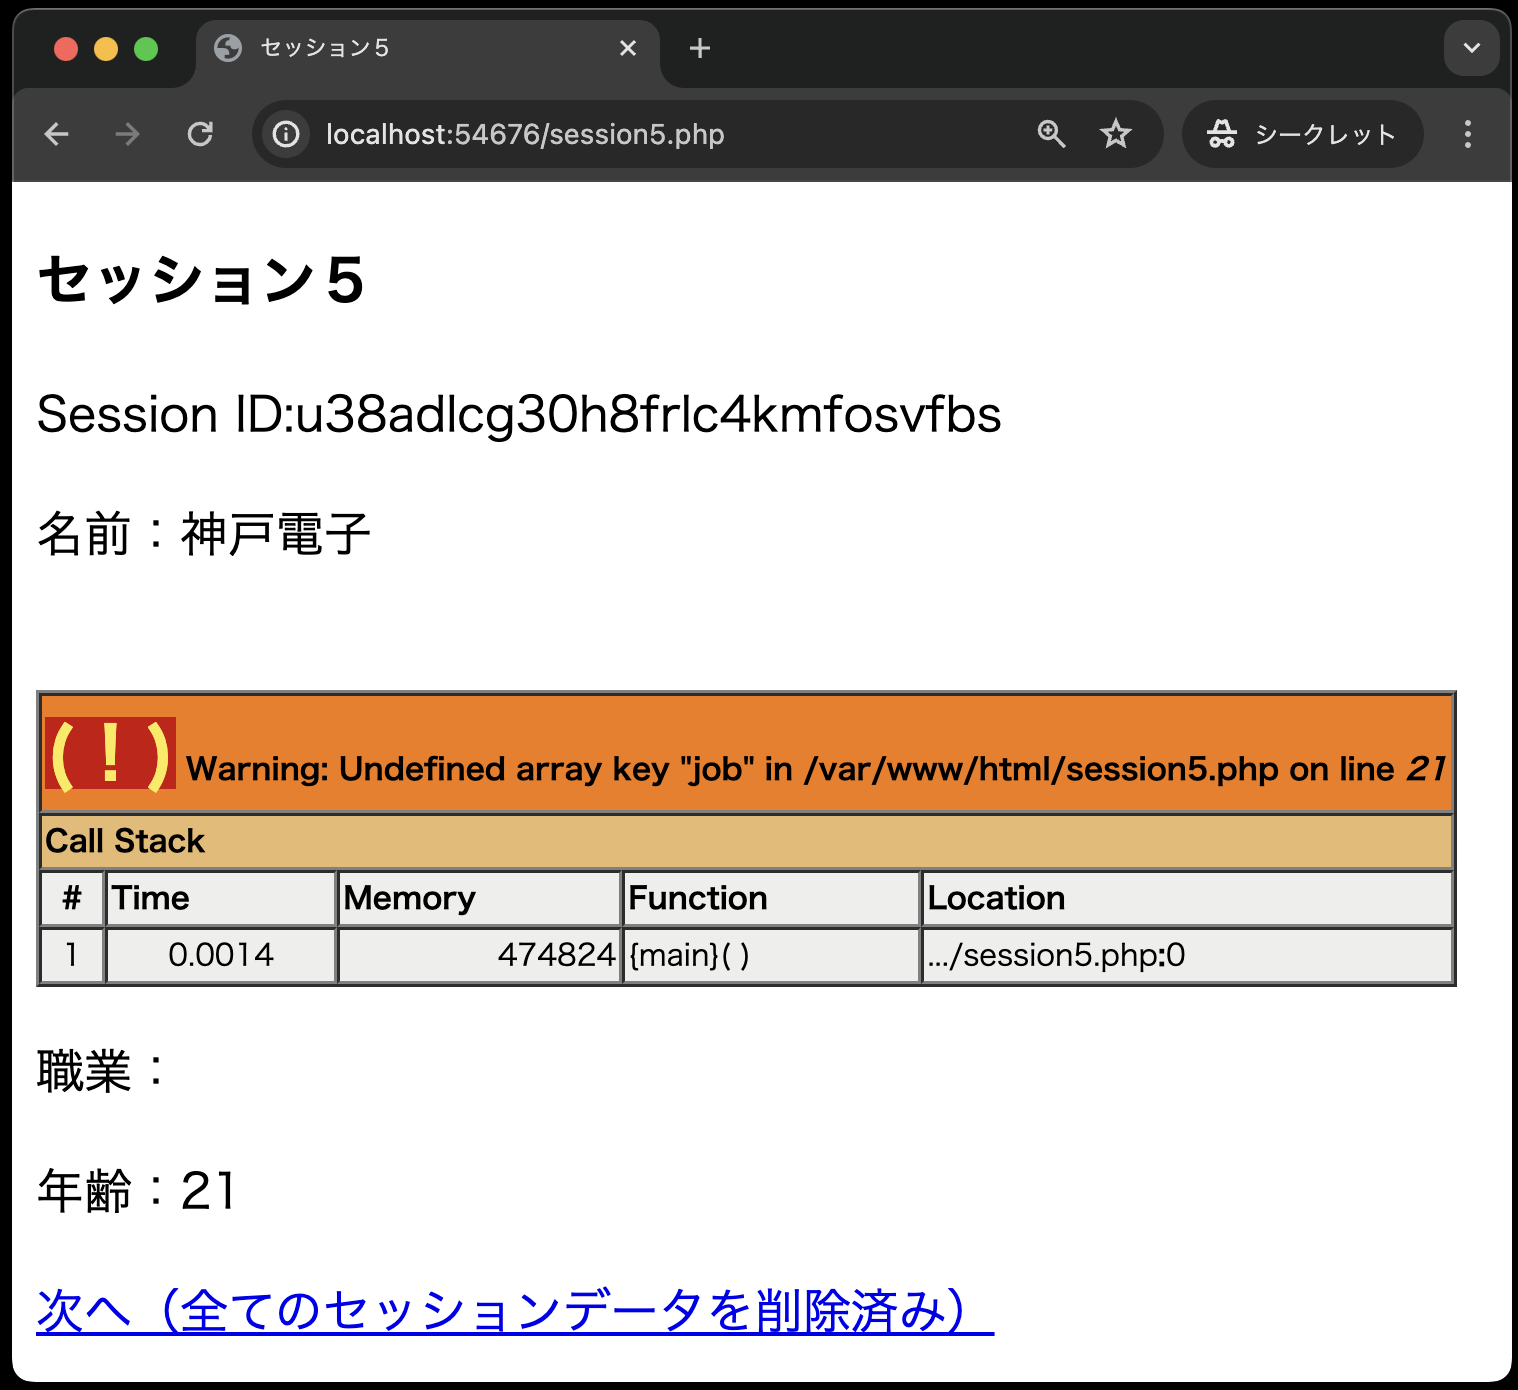 セッション５
localhost:54676/session5.php
シークレット
セッション５
Session ID:u38adlcg30h8frlc4kmfosvfbs
名前：神戸電子
( ! ) Warning: Undefined array key "job" in /var/www/html/session5.php on line 21
Call Stack
# Time Memory Function Location
1 0.0014 474824 {main}( ) .../session5.php:0
職業：
年齢：21
次へ（全てのセッションデータを削除済み）